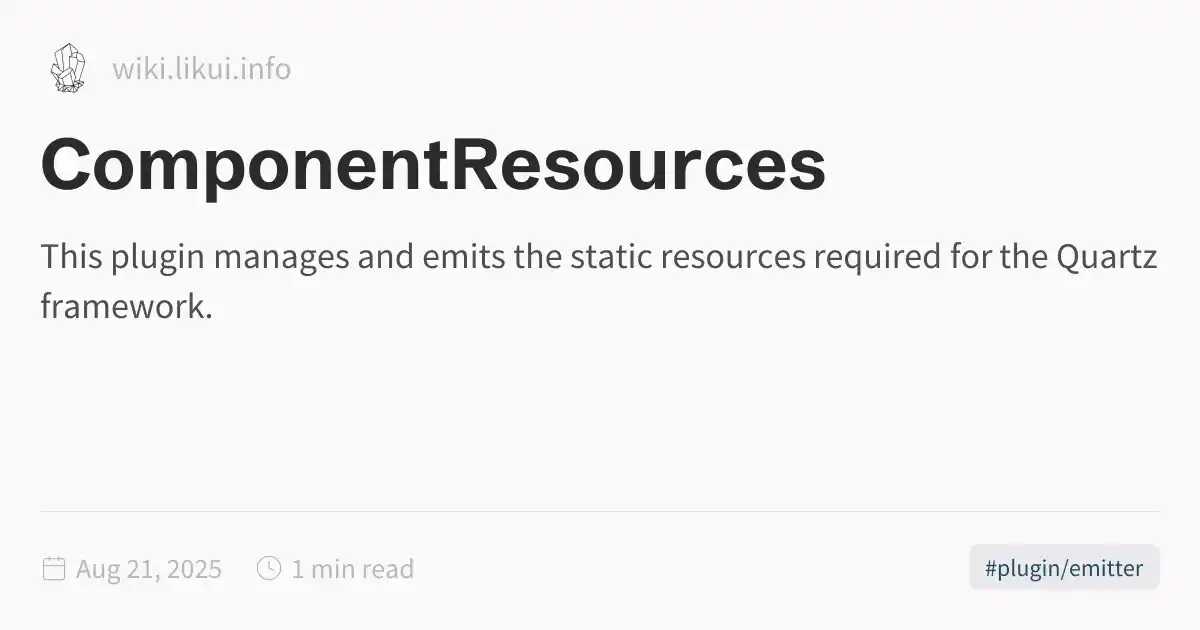 wiki.likui.info
ComponentResources
This plugin manages and emits the static resources required for the Quartz
framework.
Aug 21, 2025 1 min read #plugin/emitter